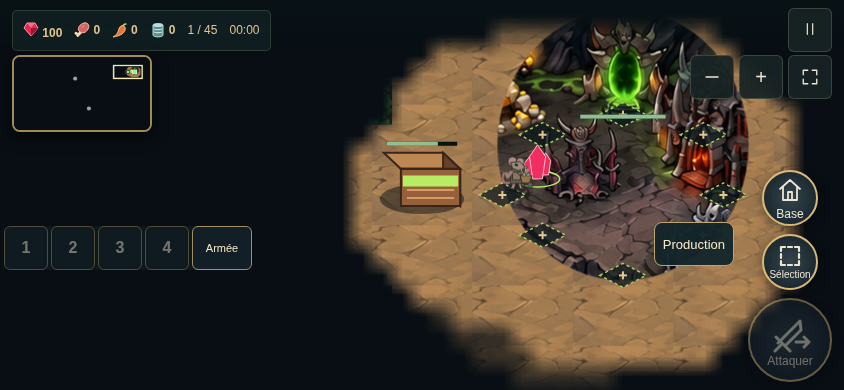 100 0 0 0 1 / 45 00:00
1 2 3 4 Armée
Production
Base
Sélection
Attaquer